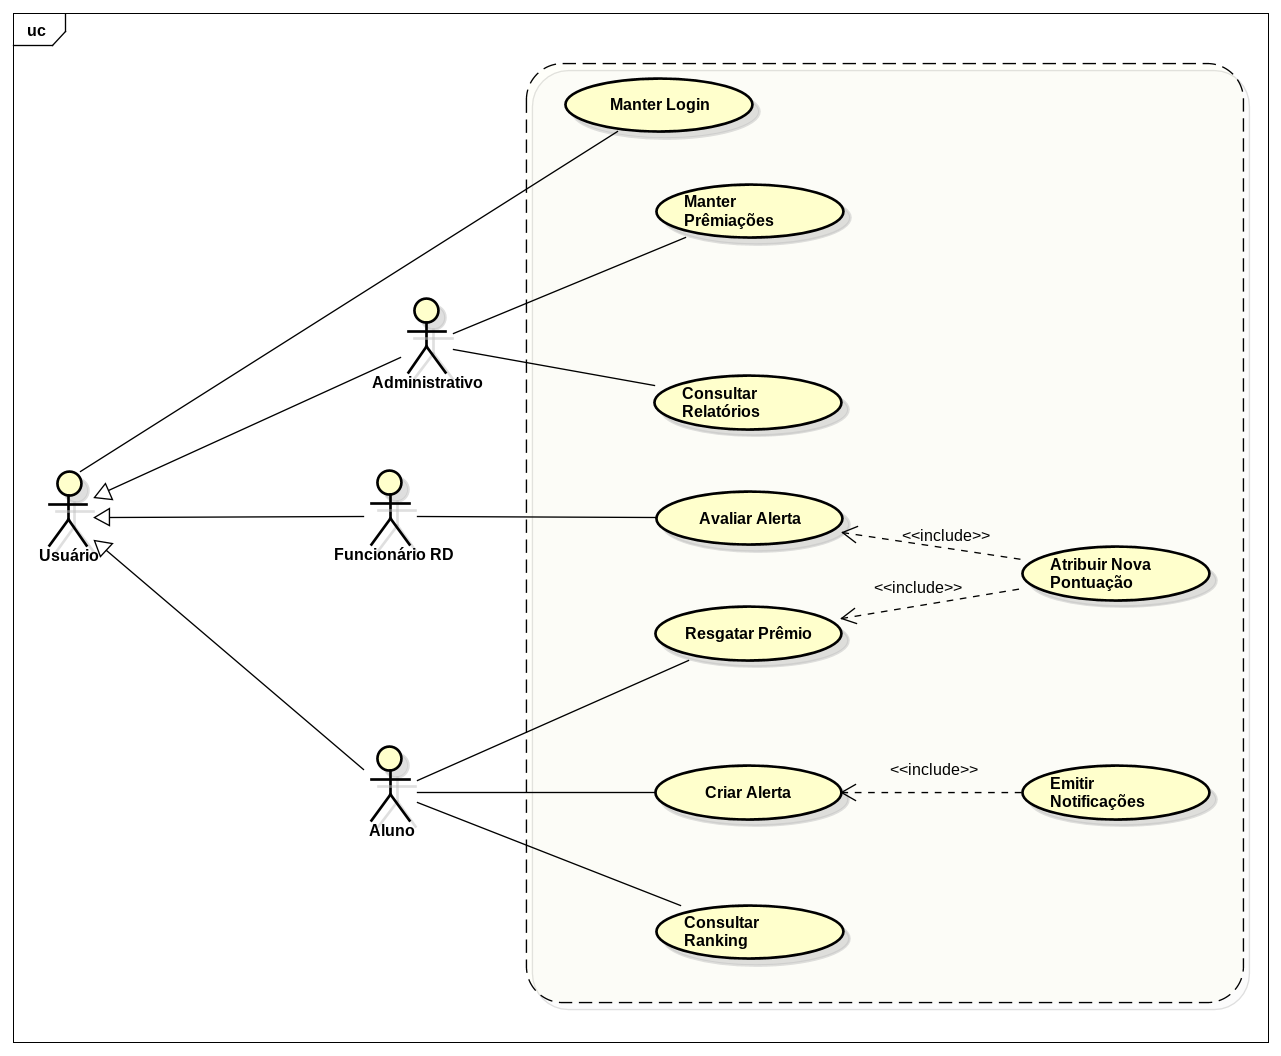 uc
Manter Login
Manter
Prêmiações
Administrativo
Consultar
Relatórios
Usuário
Funcionário RD
Avaliar Alerta
<<include>>
Atribuir Nova
Pontuação
<<include>>
Resgatar Prêmio
Aluno
Criar Alerta
<<include>>
Emitir
Notificações
Consultar
Ranking